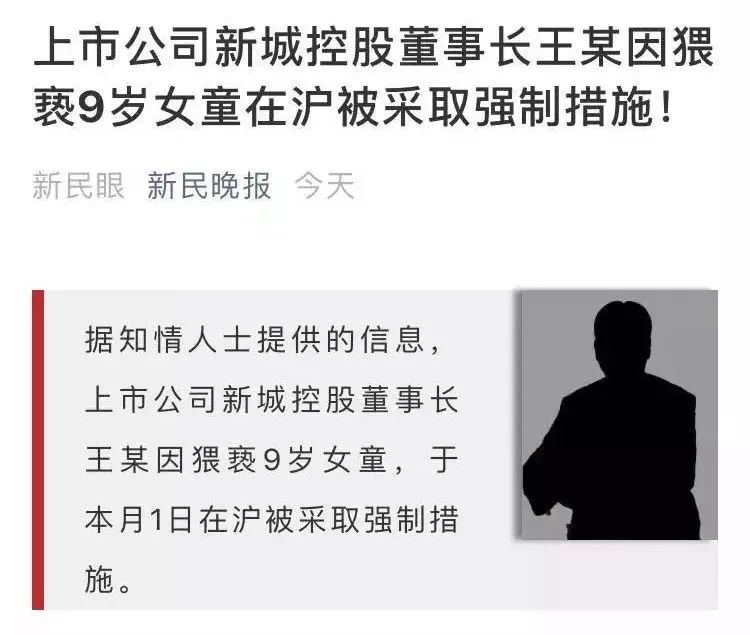 上市公司新城控股董事长王某因猥
亵9岁女童在沪被采取强制措施！
新民眼 新民晚报 今天
据知情人士提供的信息，
上市公司新城控股董事长
王某因猥亵9岁女童，于
本月1日在沪被采取强制措
施。